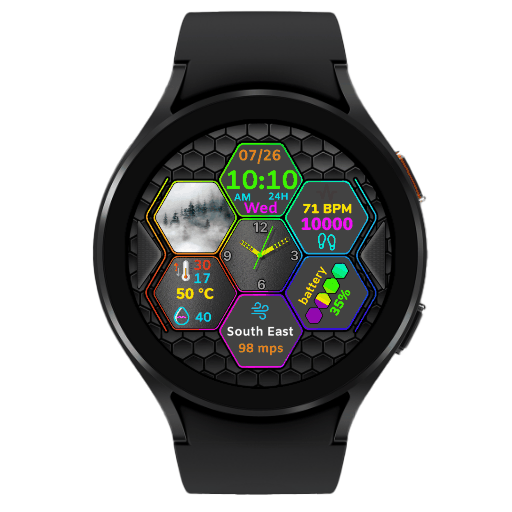 07/26
10:10
AM 24H
Wed
71 BPM
10000
12
9 3
6
30
17
50 °C
40
battery
35%
South East
98 mps